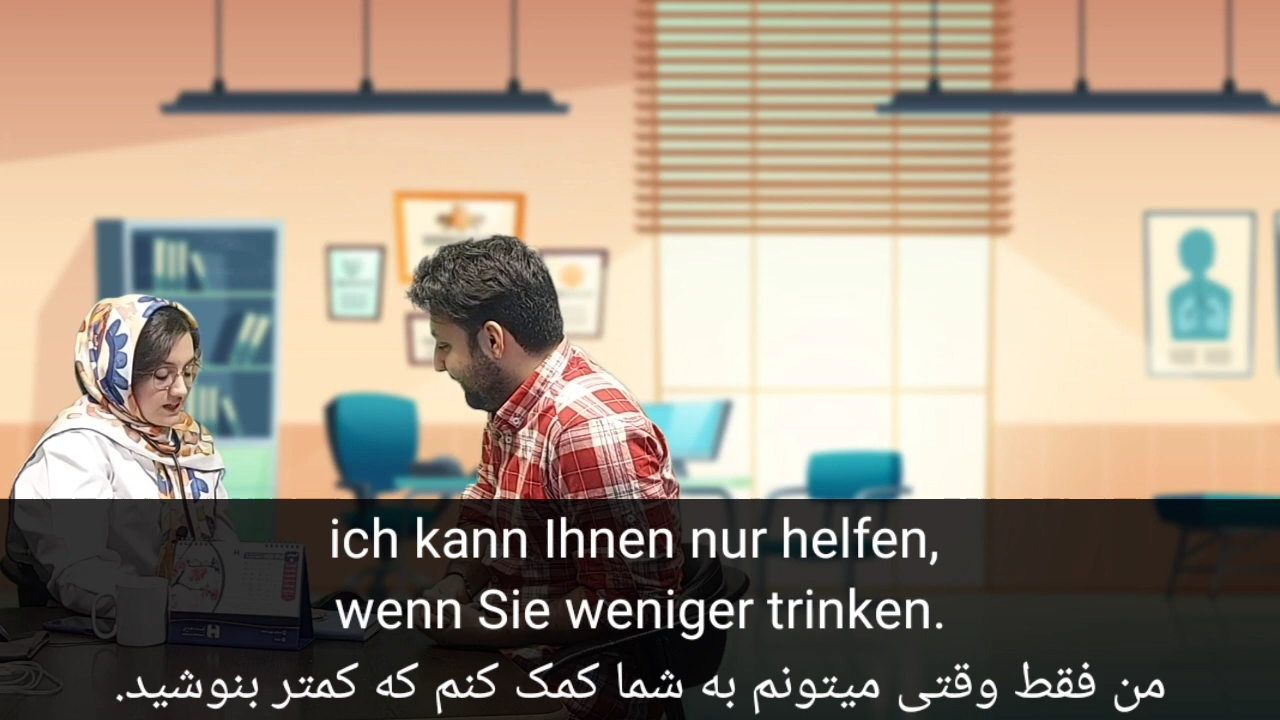 ich kann Ihnen nur helfen,
wenn Sie weniger trinken.
من فقط وقتی میتونم به شما کمک کنم که کمتر بنوشید.